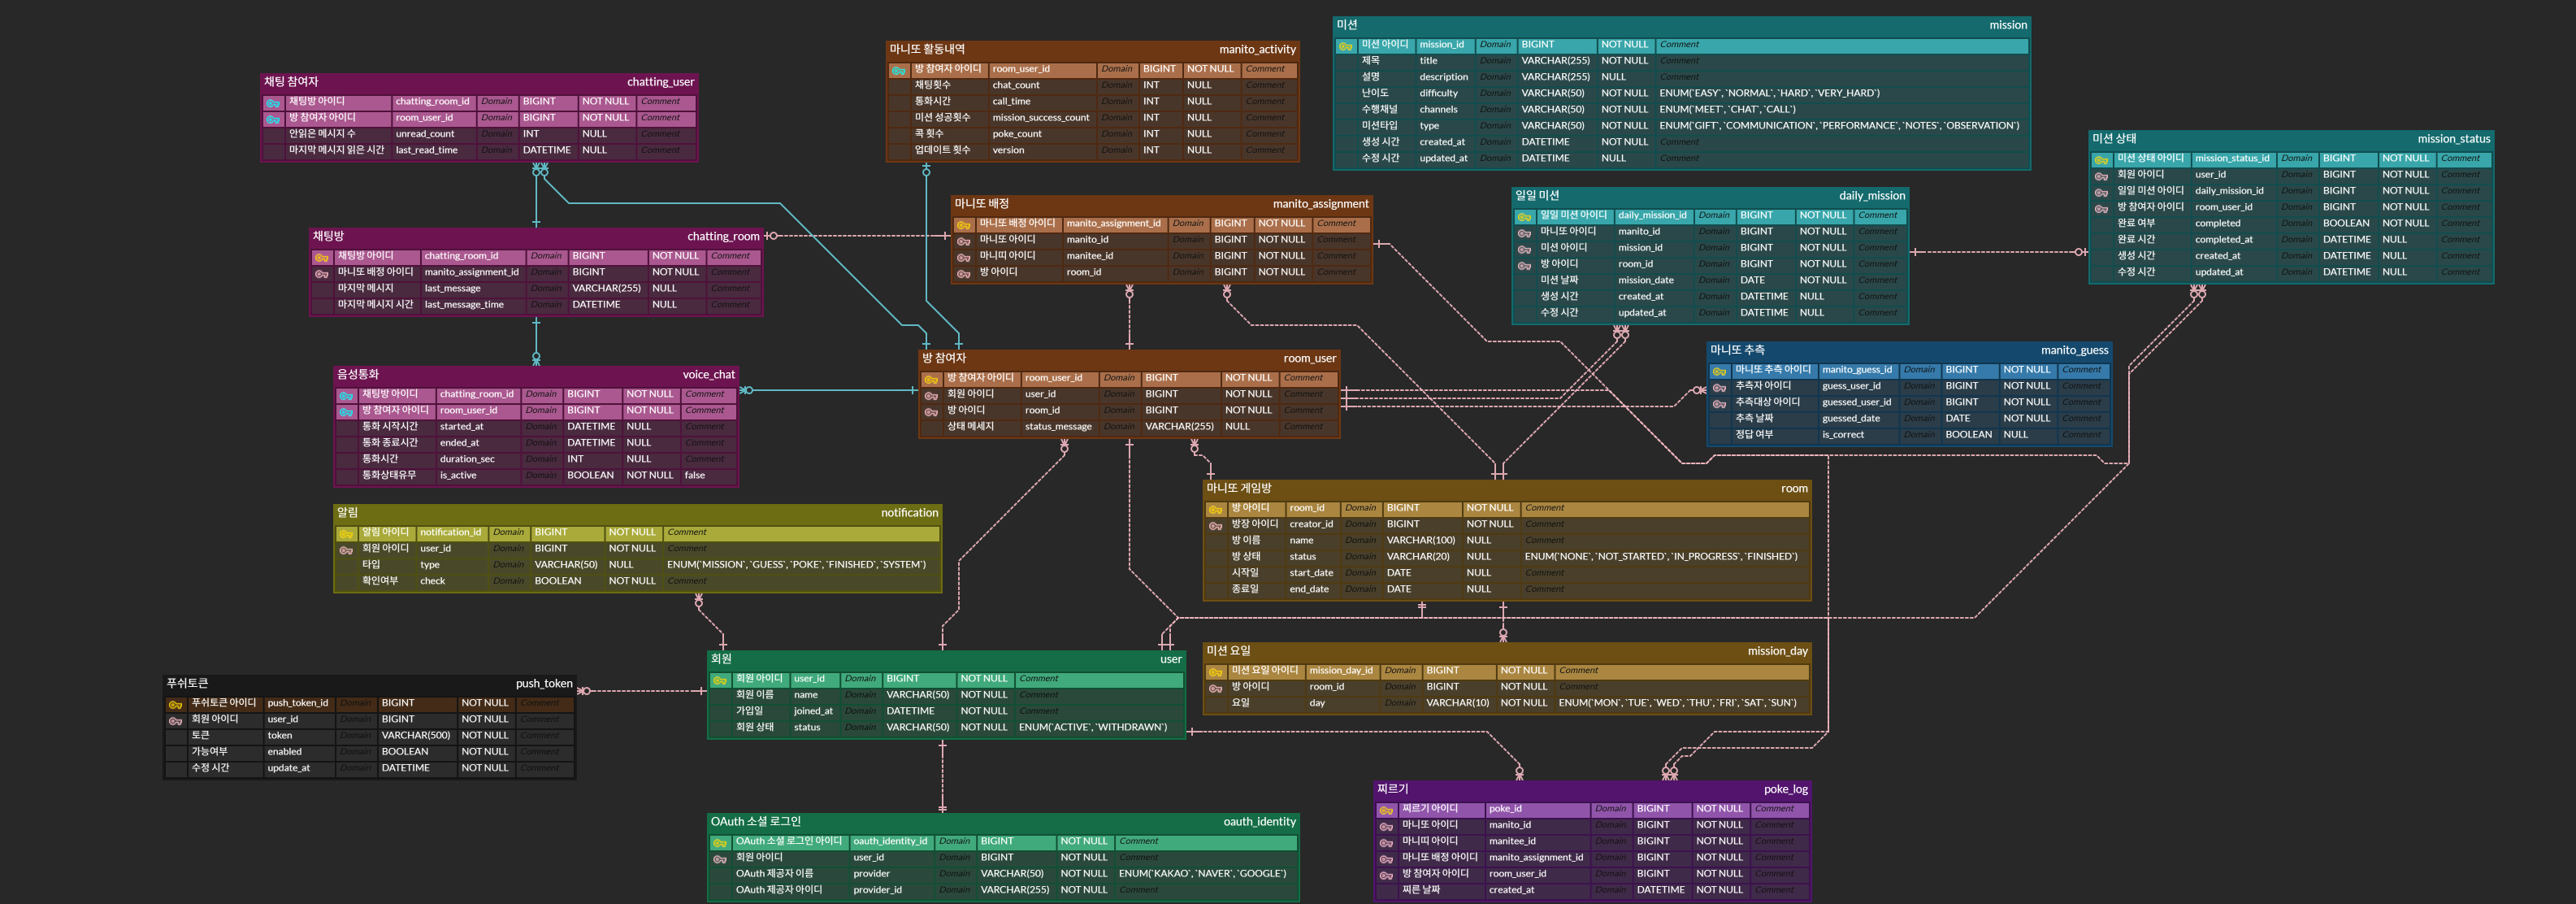 미션 mission
미션 아이디 mission_id Domain BIGINT NOT NULL Comment
제목 title Domain VARCHAR(255) NOT NULL Comment
설명 description Domain VARCHAR(255) NULL Comment
난이도 difficulty Domain VARCHAR(50) NOT NULL ENUM(`EASY`, `NORMAL`, `HARD`, `VERY_HARD`)
수행채널 channels Domain VARCHAR(50) NOT NULL ENUM(`MEET`, `CHAT`, `CALL`)
미션타입 type Domain VARCHAR(50) NOT NULL ENUM(`GIFT`, `COMMUNICATION`, `PERFORMANCE`, `NOTES`, `OBSERVATION`)
생성 시간 created_at Domain DATETIME NOT NULL Comment
수정 시간 updated_at Domain DATETIME NULL Comment
마니또 활동내역 manito_activity
방 참여자 아이디 room_user_id Domain BIGINT NOT NULL Comment
채팅횟수 chat_count Domain INT NULL Comment
통화시간 call_time Domain INT NULL Comment
미션 성공횟수 mission_success_count Domain INT NULL Comment
콕 횟수 poke_count Domain INT NULL Comment
업데이트 횟수 version Domain INT NULL Comment
채팅 참여자 chatting_user
채팅방 아이디 chatting_room_id Domain BIGINT NOT NULL Comment
방 참여자 아이디 room_user_id Domain BIGINT NOT NULL Comment
안읽은 메시지 수 unread_count Domain INT NULL Comment
마지막 메시지 읽은 시간 last_read_time Domain DATETIME NULL Comment
미션 상태 mission_status
미션 상태 아이디 mission_status_id Domain BIGINT NOT NULL Comment
회원 아이디 user_id Domain BIGINT NOT NULL Comment
일일 미션 아이디 daily_mission_id Domain BIGINT NOT NULL Comment
방 참여자 아이디 room_user_id Domain BIGINT NOT NULL Comment
완료 여부 completed Domain BOOLEAN NOT NULL Comment
완료 시간 completed_at Domain DATETIME NULL Comment
생성 시간 created_at Domain DATETIME NULL Comment
수정 시간 updated_at Domain DATETIME NULL Comment
일일 미션 daily_mission
일일 미션 아이디 daily_mission_id Domain BIGINT NOT NULL Comment
마니또 아이디 manito_id Domain BIGINT NOT NULL Comment
미션 아이디 mission_id Domain BIGINT NOT NULL Comment
방 아이디 room_id Domain BIGINT NOT NULL Comment
미션 날짜 mission_date Domain DATE NOT NULL Comment
생성 시간 created_at Domain DATETIME NULL Comment
수정 시간 updated_at Domain DATETIME NULL Comment
마니또 배정 manito_assignment
마니또 배정 아이디 manito_assignment_id Domain BIGINT NOT NULL Comment
마니또 아이디 manito_id Domain BIGINT NOT NULL Comment
마니띠 아이디 manitee_id Domain BIGINT NOT NULL Comment
방 아이디 room_id Domain BIGINT NOT NULL Comment
채팅방 chatting_room
채팅방 아이디 chatting_room_id Domain BIGINT NOT NULL Comment
마니또 배정 아이디 manito_assignment_id Domain BIGINT NOT NULL Comment
마지막 메시지 last_message Domain VARCHAR(255) NULL Comment
마지막 메시지 시간 last_message_time Domain DATETIME NULL Comment
마니또 추측 manito_guess
마니또 추측 아이디 manito_guess_id Domain BIGINT NOT NULL Comment
추측자 아이디 guess_user_id Domain BIGINT NOT NULL Comment
추측대상 아이디 guessed_user_id Domain BIGINT NOT NULL Comment
추측 날짜 guessed_date Domain DATE NOT NULL Comment
정답 여부 is_correct Domain BOOLEAN NULL Comment
방 참여자 room_user
방 참여자 아이디 room_user_id Domain BIGINT NOT NULL Comment
회원 아이디 user_id Domain BIGINT NOT NULL Comment
방 아이디 room_id Domain BIGINT NOT NULL Comment
상태 메세지 status_message Domain VARCHAR(255) NULL Comment
음성통화 voice_chat
채팅방 아이디 chatting_room_id Domain BIGINT NOT NULL Comment
방 참여자 아이디 room_user_id Domain BIGINT NOT NULL Comment
통화 시작시간 started_at Domain DATETIME NULL Comment
통화 종료시간 ended_at Domain DATETIME NULL Comment
통화시간 duration_sec Domain INT NULL Comment
통화상태유무 is_active Domain BOOLEAN NOT NULL false
마니또 게임방 room
방 아이디 room_id Domain BIGINT NOT NULL Comment
방장 아이디 creator_id Domain BIGINT NOT NULL Comment
방 이름 name Domain VARCHAR(100) NULL Comment
방 상태 status Domain VARCHAR(20) NULL ENUM(`NONE`, `NOT_STARTED`, `IN_PROGRESS`, `FINISHED`)
시작일 start_date Domain DATE NULL Comment
종료일 end_date Domain DATE NULL Comment
알림 notification
알림 아이디 notification_id Domain BIGINT NOT NULL Comment
회원 아이디 user_id Domain BIGINT NOT NULL Comment
타입 type Domain VARCHAR(50) NULL ENUM(`MISSION`, `GUESS`, `POKE`, `FINISHED`, `SYSTEM`)
확인여부 check Domain BOOLEAN NOT NULL Comment
미션 요일 mission_day
미션 요일 아이디 mission_day_id Domain BIGINT NOT NULL Comment
방 아이디 room_id Domain BIGINT NOT NULL Comment
요일 day Domain VARCHAR(10) NOT NULL ENUM(`MON`, `TUE`, `WED`, `THU`, `FRI`, `SAT`, `SUN`)
회원 user
회원 아이디 user_id Domain BIGINT NOT NULL Comment
회원 이름 name Domain VARCHAR(50) NOT NULL Comment
가입일 joined_at Domain DATETIME NOT NULL Comment
회원 상태 status Domain VARCHAR(50) NOT NULL ENUM(`ACTIVE`, `WITHDRAWN`)
푸쉬토큰 push_token
푸쉬토큰 아이디 push_token_id Domain BIGINT NOT NULL Comment
회원 아이디 user_id Domain BIGINT NOT NULL Comment
토큰 token Domain VARCHAR(500) NOT NULL Comment
가능여부 enabled Domain BOOLEAN NOT NULL Comment
수정 시간 update_at Domain DATETIME NOT NULL Comment
찌르기 poke_log
찌르기 아이디 poke_id Domain BIGINT NOT NULL Comment
마니또 아이디 manito_id Domain BIGINT NOT NULL Comment
마니띠 아이디 manitee_id Domain BIGINT NOT NULL Comment
마니또 배정 아이디 manito_assignment_id Domain BIGINT NOT NULL Comment
방 참여자 아이디 room_user_id Domain BIGINT NOT NULL Comment
찌른 날짜 created_at Domain DATETIME NOT NULL Comment
OAuth 소셜 로그인 oauth_identity
OAuth 소셜 로그인 아이디 oauth_identity_id Domain BIGINT NOT NULL Comment
회원 아이디 user_id Domain BIGINT NOT NULL Comment
OAuth 제공자 이름 provider Domain VARCHAR(50) NOT NULL ENUM(`KAKAO`, `NAVER`, `GOOGLE`)
OAuth 제공자 아이디 provider_id Domain VARCHAR(255) NOT NULL Comment